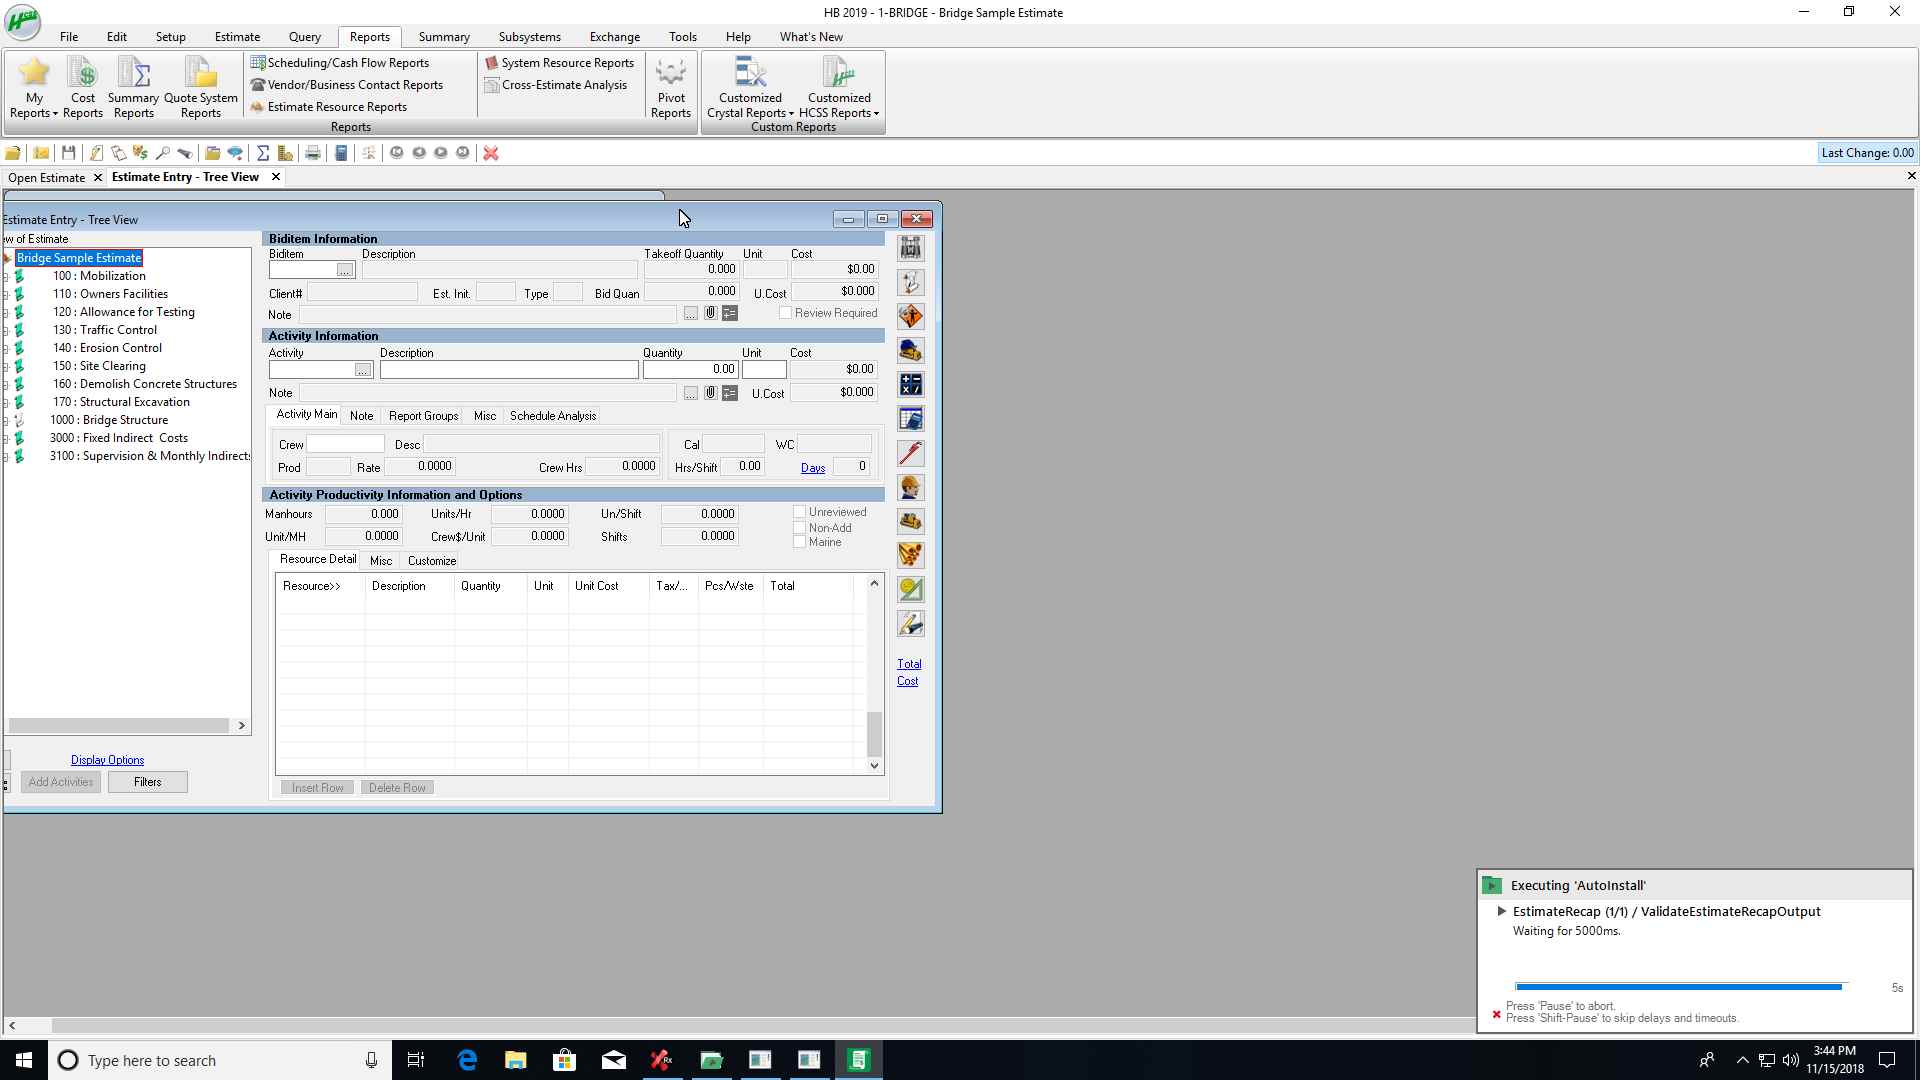 HB 2019 - 1-BRIDGE - Bridge Sample Estimate
HCSS
File Edit Setup Estimate Query Reports Summary Subsystems Exchange Tools Help What's New
My Reports
Cost Reports
Summary Reports
Quote System Reports
Scheduling/Cash Flow Reports
Vendor/Business Contact Reports
Estimate Resource Reports
System Resource Reports
Cross-Estimate Analysis
Pivot Reports
Customized Crystal Reports
Customized HCSS Reports
Reports
Custom Reports
Last Change: 0.00
Open Estimate
Estimate Entry - Tree View
Estimate Entry - Tree View
ew of Estimate
Bridge Sample Estimate
100 : Mobilization
110 : Owners Facilities
120 : Allowance for Testing
130 : Traffic Control
140 : Erosion Control
150 : Site Clearing
160 : Demolish Concrete Structures
170 : Structural Excavation
1000 : Bridge Structure
3000 : Fixed Indirect Costs
3100 : Supervision & Monthly Indirects
Display Options
Add Activities
Filters
Biditem Information
Biditem Description Takeoff Quantity Unit Cost
... 0.000 $0.00
Client# Est. Init. Type Bid Quan 0.000 U.Cost $0.000
Note ... Review Required
Activity Information
Activity Description Quantity Unit Cost
... 0.00 $0.00
Note ... U.Cost $0.000
Activity Main Note Report Groups Misc Schedule Analysis
Crew Desc Cal WC
Prod Rate 0.0000 Crew Hrs 0.0000 Hrs/Shift 0.00 Days 0
Activity Productivity Information and Options
Manhours 0.000 Units/Hr 0.0000 Un/Shift 0.0000 Unreviewed
Non-Add
Unit/MH 0.0000 Crew$/Unit 0.0000 Shifts 0.0000 Marine
Resource Detail Misc Customize
Resource>> Description Quantity Unit Unit Cost Tax/... Pcs/Wste Total
Insert Row Delete Row
Total
Cost
Executing 'AutoInstall'
EstimateRecap (1/1) / ValidateEstimateRecapOutput
Waiting for 5000ms.
5s
Press 'Pause' to abort.
Press 'Shift-Pause' to skip delays and timeouts.
Type here to search
3:44 PM
11/15/2018